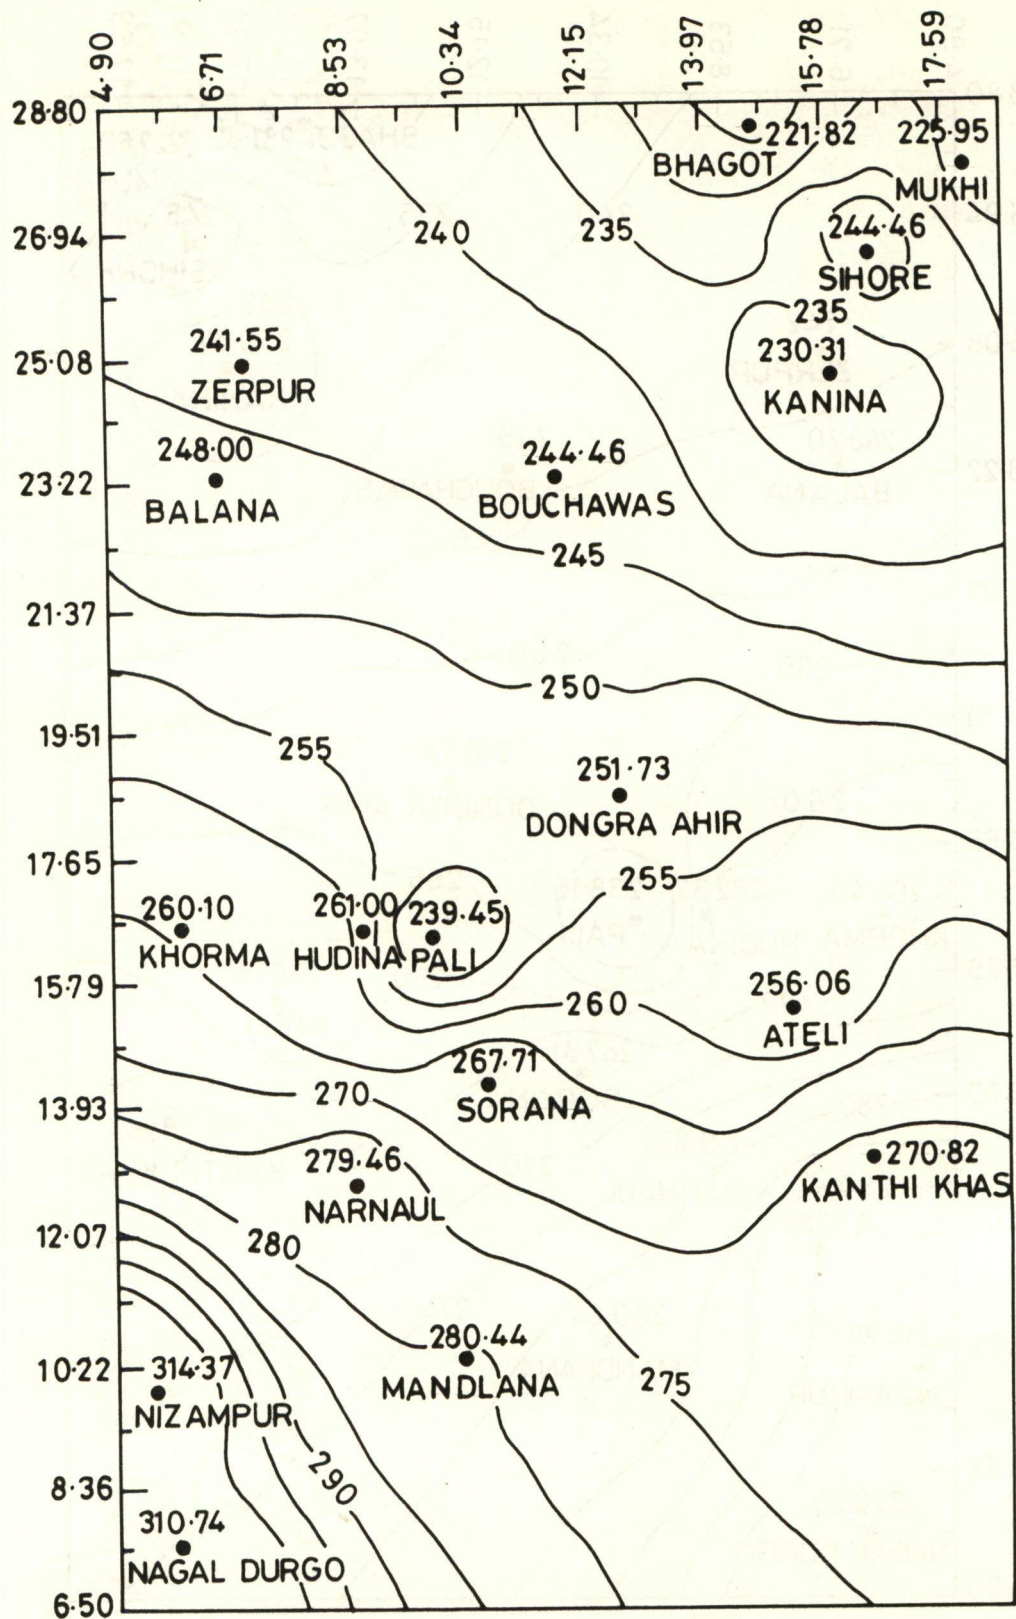 4·90 6·71 8·53 10·34 12·15 13·97 15·78 17·59
28·80
221·82 225·95
BHAGOT
MUKHI
26·94
240 235 244·46
SIHORE
235
241·55
25·08
230·31
ZERPUR
KANINA
248·00 244·46
23·22
BALANA BOUCHAWAS
245
21·37
250
19·51
255
251·73
DONGRA AHIR
17·65
255
260·10 261·00 239·45
KHORMA HUDINA PALI
15·79
256·06
260
ATELI
267·71
270
13·93
SORANA
279·46 270·82
NARNAUL KANTHI KHAS
12·07
280
280·44
10·22
314·37
MANDLANA 275
NIZAMPUR
290
8·36
310·74
NAGAL DURGO
6·50